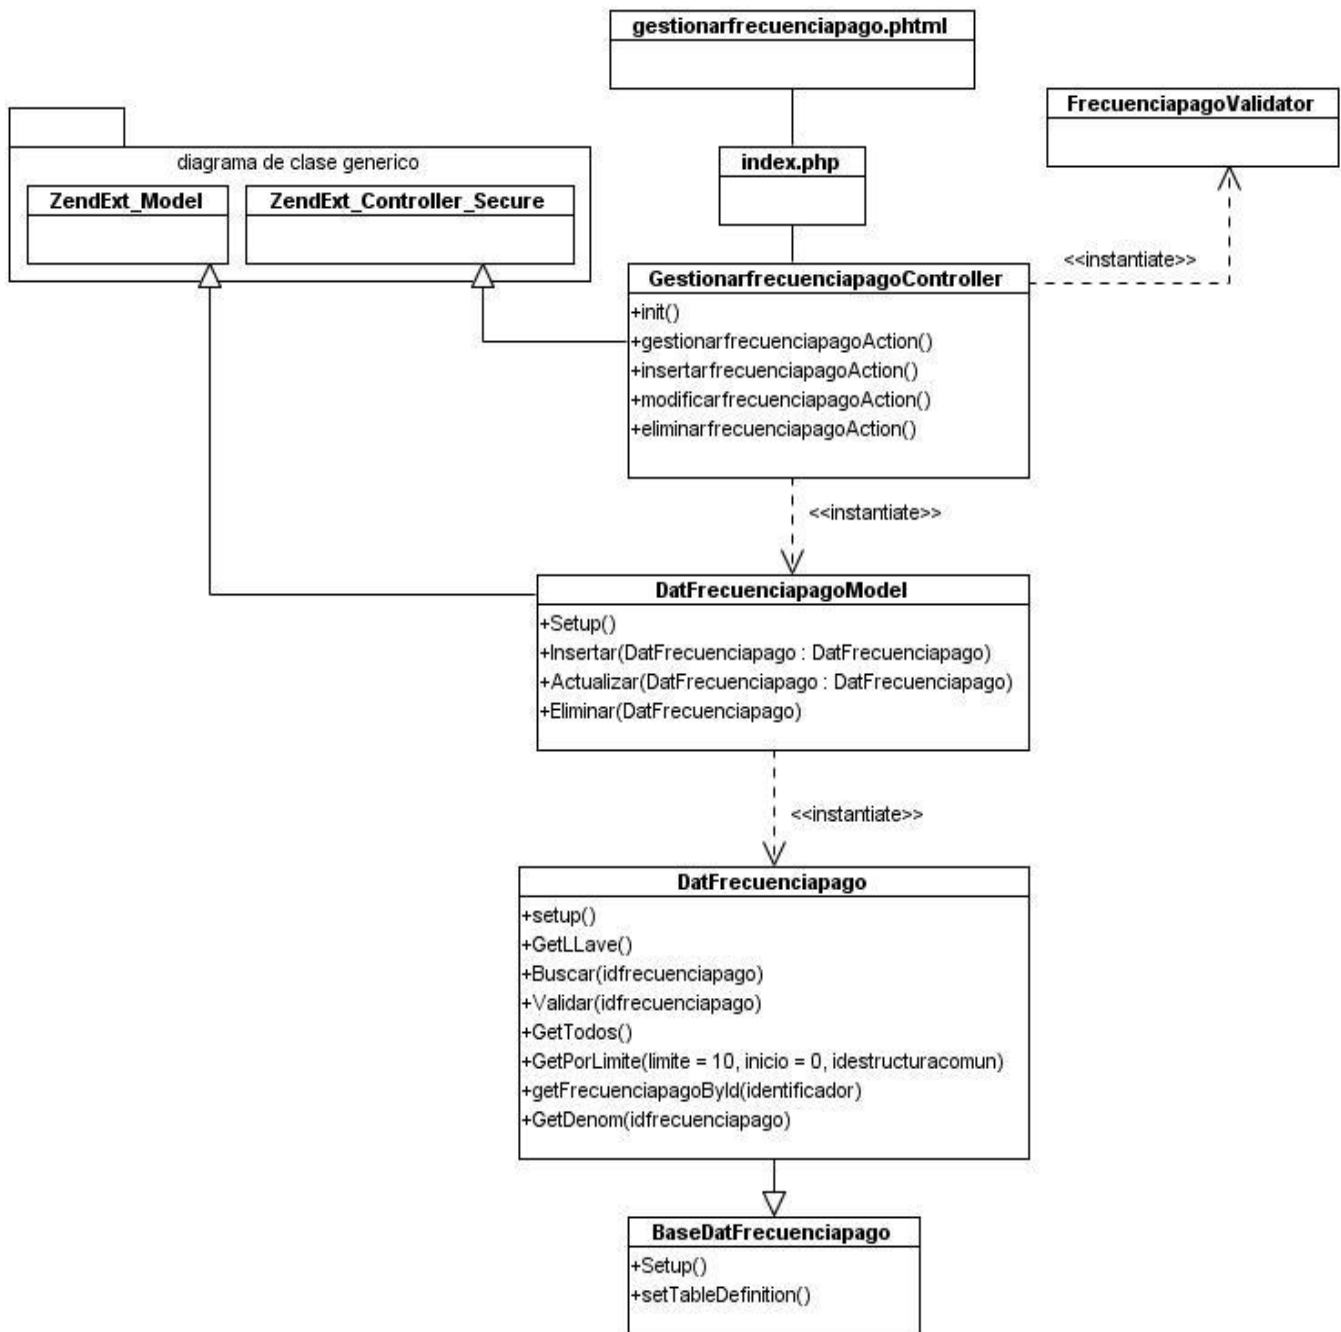 gestionarfrecuenciapago.phtml
FrecuenciapagoValidator
index.php
diagrama de clase generico
ZendExt_Model
ZendExt_Controller_Secure
<<instantiate>>
GestionarfrecuenciapagoController
+init()
+gestionarfrecuenciapagoAction()
+insertarfrecuenciapagoAction()
+modificarfrecuenciapagoAction()
+eliminarfrecuenciapagoAction()
<<instantiate>>
DatFrecuenciapagoModel
+Setup()
+Insertar(DatFrecuenciapago : DatFrecuenciapago)
+Actualizar(DatFrecuenciapago : DatFrecuenciapago)
+Eliminar(DatFrecuenciapago)
<<instantiate>>
DatFrecuenciapago
+setup()
+GetLLave()
+Buscar(idfrecuenciapago)
+Validar(idfrecuenciapago)
+GetTodos()
+GetPorLimite(limite = 10, inicio = 0, idestructuracomun)
+getFrecuenciapagoById(identificador)
+GetDenom(idfrecuenciapago)
BaseDatFrecuenciapago
+Setup()
+setTableDefinition()